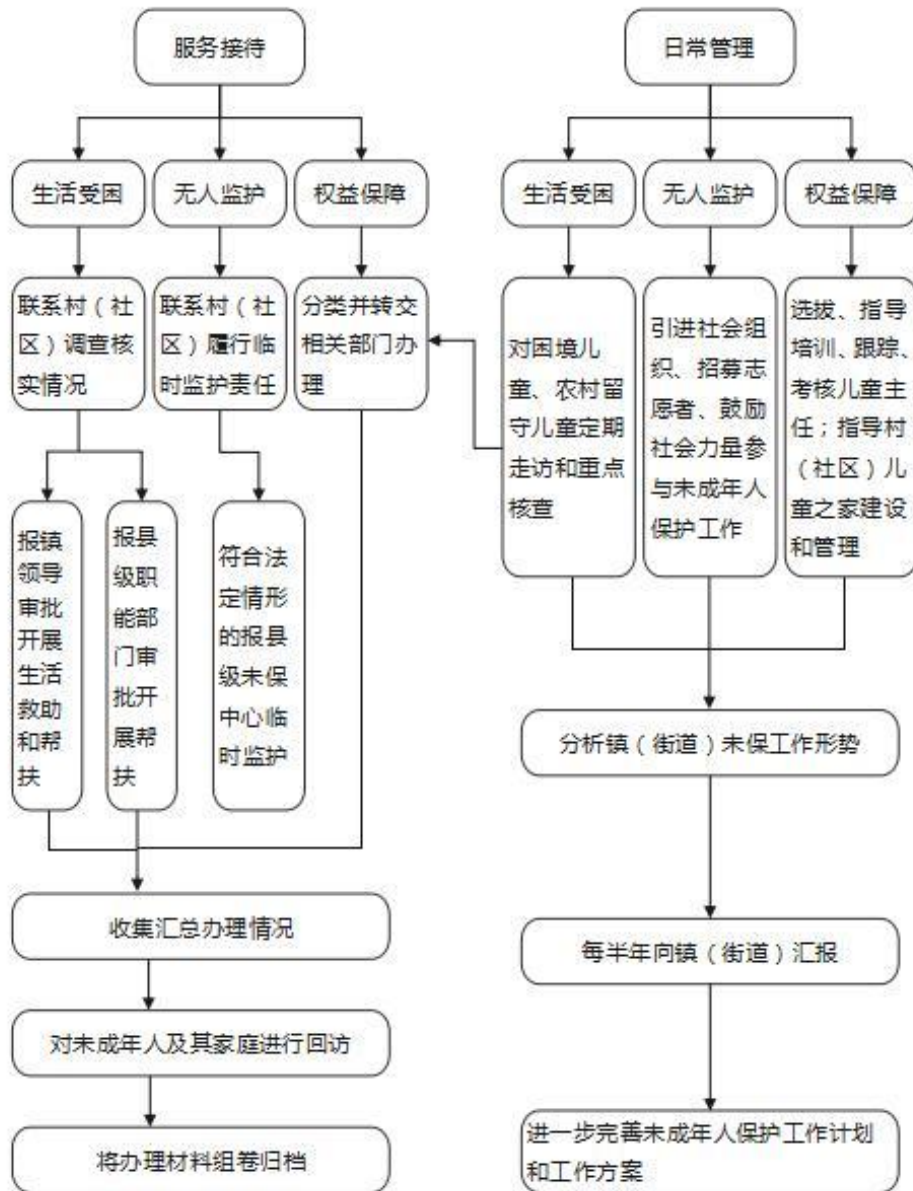 服务接待
日常管理
生活受困
无人监护
权益保障
生活受困
无人监护
权益保障
联系村（社
区）调查核
实情况
联系村（社
区）履行临
时监护责任
分类并转交
相关部门办
理
对困境儿
童、农村留
守儿童定期
走访和重点
核查
引进社会组
织、招募志
愿者、鼓励
社会力量参
与未成年人
保护工作
选拔、指导
培训、跟踪、
考核儿童主
任；指导村
（社区）儿
童之家建设
和管理
报镇
领导
审批
开展
生活
救助
和帮
扶
报县
级职
能部
门审
批开
展帮
扶
符合法
定情形
的报县
级未保
中心临
时监护
分析镇（街道）未保工作形势
收集汇总办理情况
每半年向镇（街道）汇报
对未成年人及其家庭进行回访
将办理材料组卷归档
进一步完善未成年人保护工作计划
和工作方案